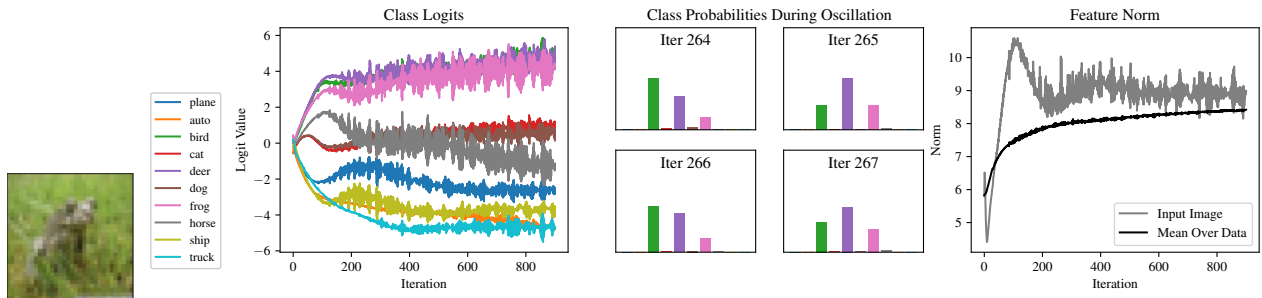 plane
auto
bird
cat
deer
dog
frog
horse
ship
truck
Class Logits
6
4
2
0
−2
−4
−6
Logit Value
0
200
400
600
800
Iteration
Class Probabilities During Oscillation
Iter 264
Iter 265
Iter 266
Iter 267
Feature Norm
10
9
8
7
6
5
Norm
Input Image
Mean Over Data
0
200
400
600
800
Iteration